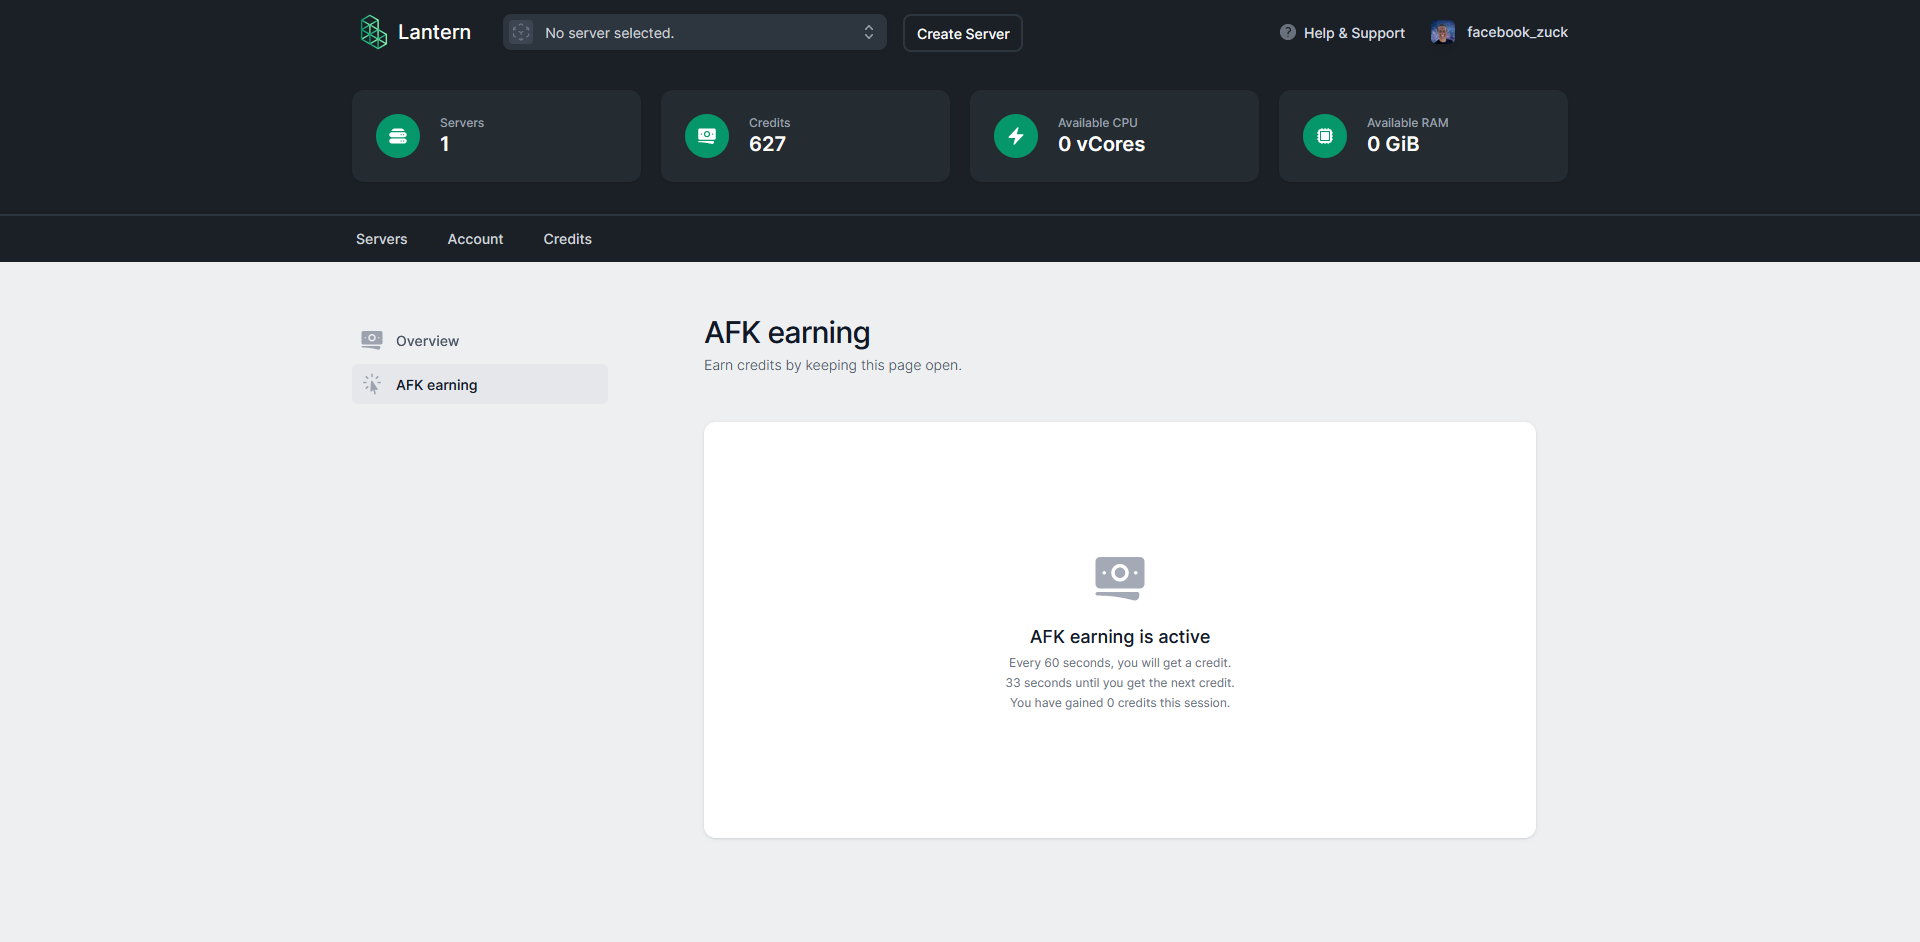 Lantern
No server selected.
Create Server
Help & Support
facebook_zuck
Servers
1
Credits
627
Available CPU
0 vCores
Available RAM
0 GiB
Servers
Account
Credits
Overview
AFK earning
AFK earning
Earn credits by keeping this page open.
AFK earning is active
Every 60 seconds, you will get a credit.
33 seconds until you get the next credit.
You have gained 0 credits this session.